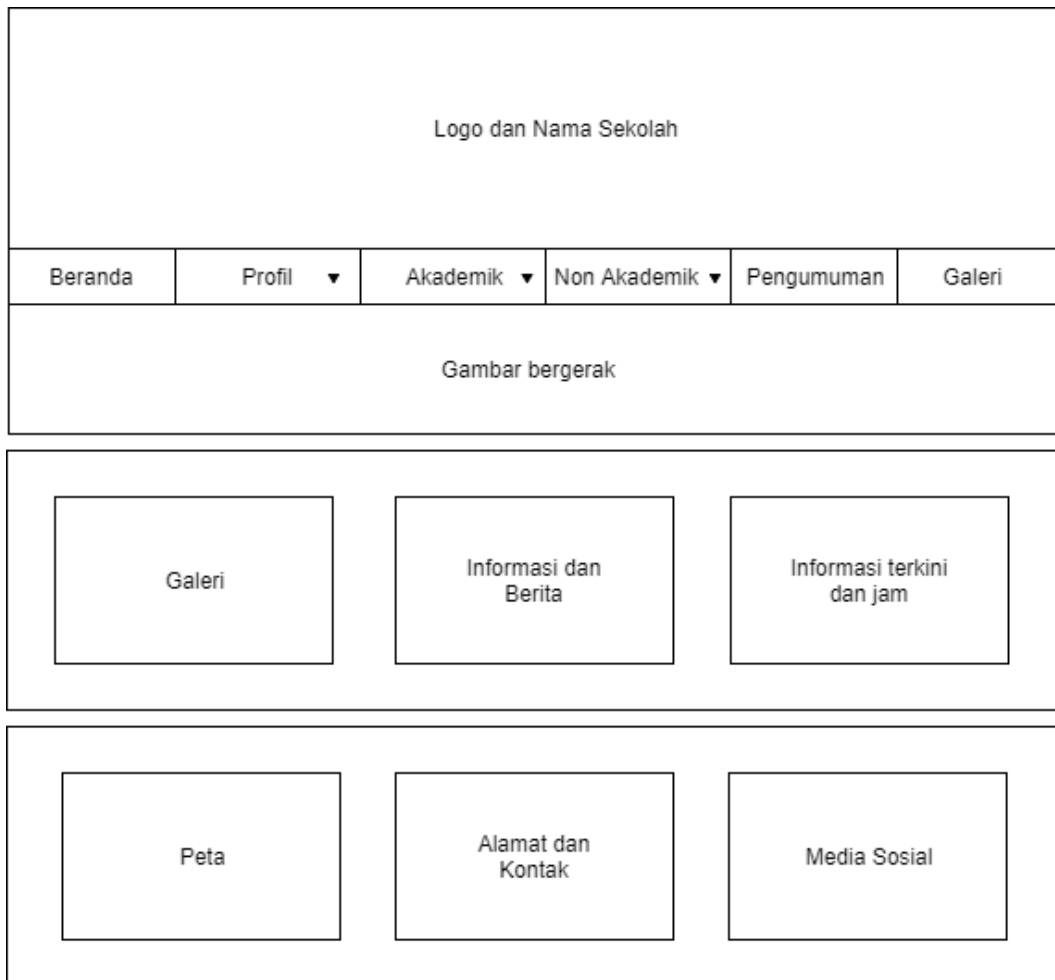 Logo dan Nama Sekolah
Beranda
Profil
Akademik
Non Akademik
Pengumuman
Galeri
Gambar bergerak
Galeri
Informasi dan
Berita
Informasi terkini
dan jam
Peta
Alamat dan
Kontak
Media Sosial